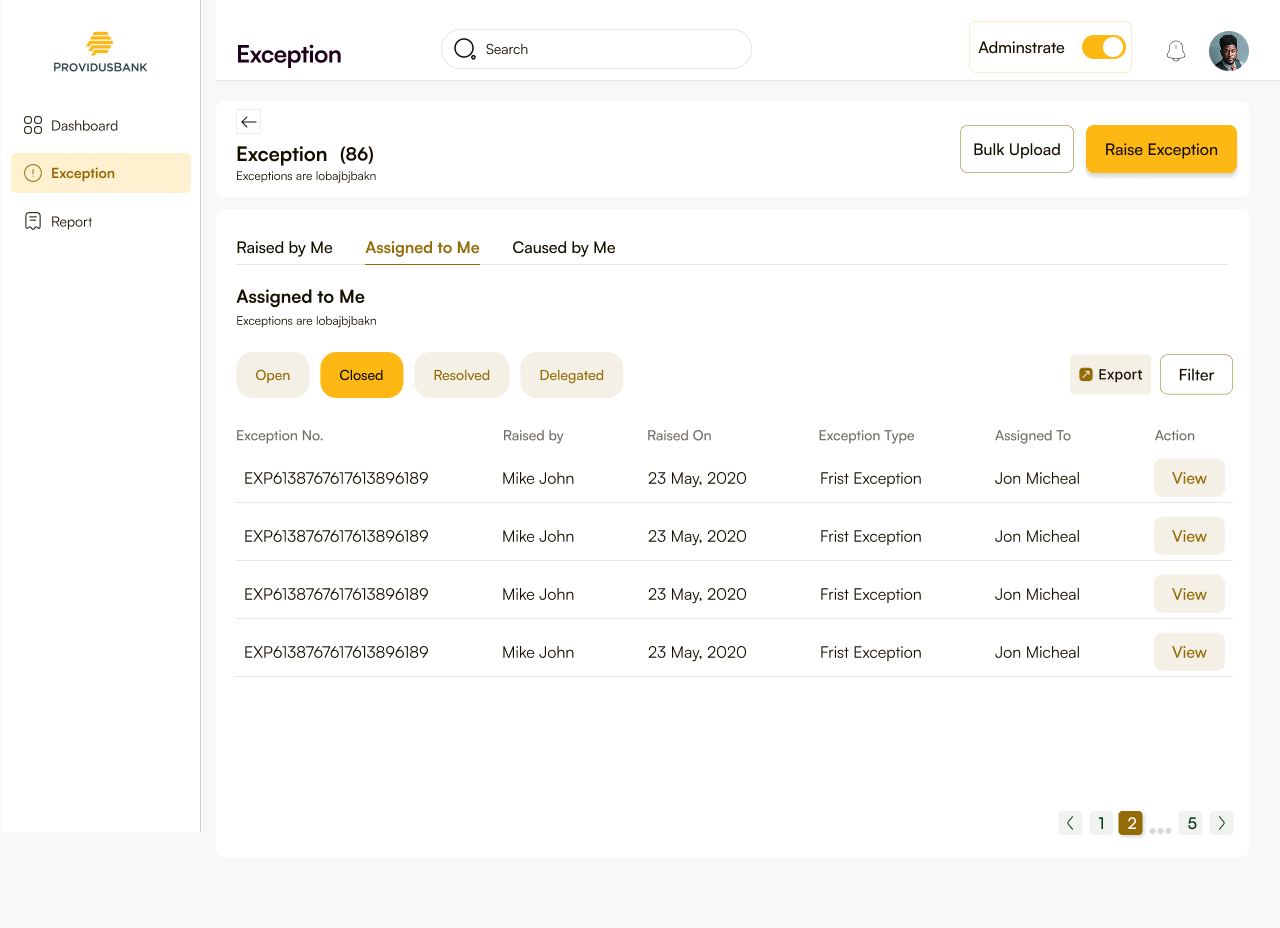 PROVIDUSBANK
Dashboard
Exception
Report
Exception
Search
Adminstrate
Exception (86)
Exceptions are lobajbjbakn
Bulk Upload
Raise Exception
Raised by Me
Assigned to Me
Caused by Me
Assigned to Me
Exceptions are lobajbjbakn
Open
Closed
Resolved
Delegated
Export
Filter
Exception No. Raised by Raised On Exception Type Assigned To Action
EXP6138767617613896189 Mike John 23 May, 2020 Frist Exception Jon Micheal View
EXP6138767617613896189 Mike John 23 May, 2020 Frist Exception Jon Micheal View
EXP6138767617613896189 Mike John 23 May, 2020 Frist Exception Jon Micheal View
EXP6138767617613896189 Mike John 23 May, 2020 Frist Exception Jon Micheal View
1 2 ... 5